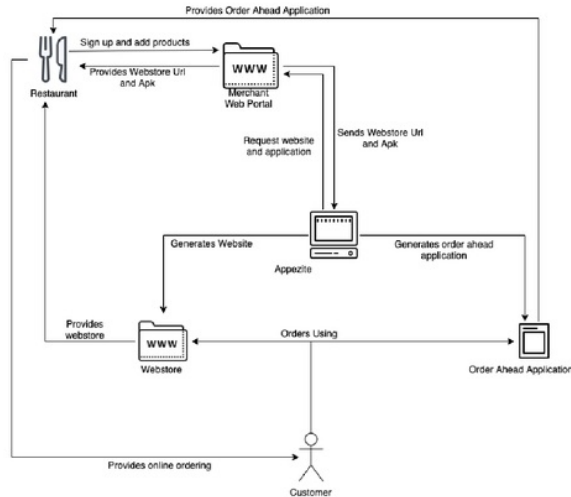 Provides Order Ahead Application
Sign up and add products
www
Provides Webstore Url
and Apk
Restaurant
Merchant
Web Portal
Request website
and application
Sends Webstore Url
and Apk
Generates Website
Generates order ahead
application
Appezite
Provides
webstore
www
Orders Using
Webstore
Order Ahead Application
Provides online ordering
Customer